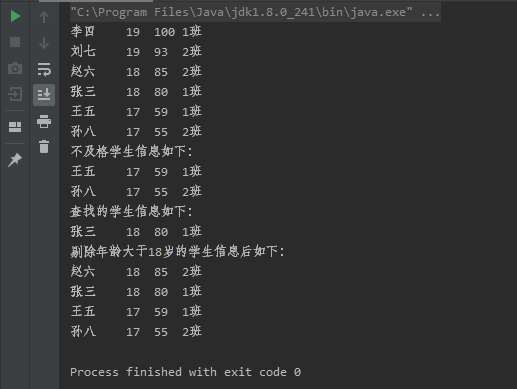 "C:\Program Files\Java\jdk1.8.0_241\bin\java.exe" ...
李四 19 100 1班
刘七 19 93 2班
赵六 18 85 2班
张三 18 80 1班
王五 17 59 1班
孙八 17 55 2班
不及格学生信息如下:
王五 17 59 1班
孙八 17 55 2班
查找的学生信息如下:
张三 18 80 1班
剔除年龄大于18岁的学生信息后如下:
赵六 18 85 2班
张三 18 80 1班
王五 17 59 1班
孙八 17 55 2班
Process finished with exit code 0